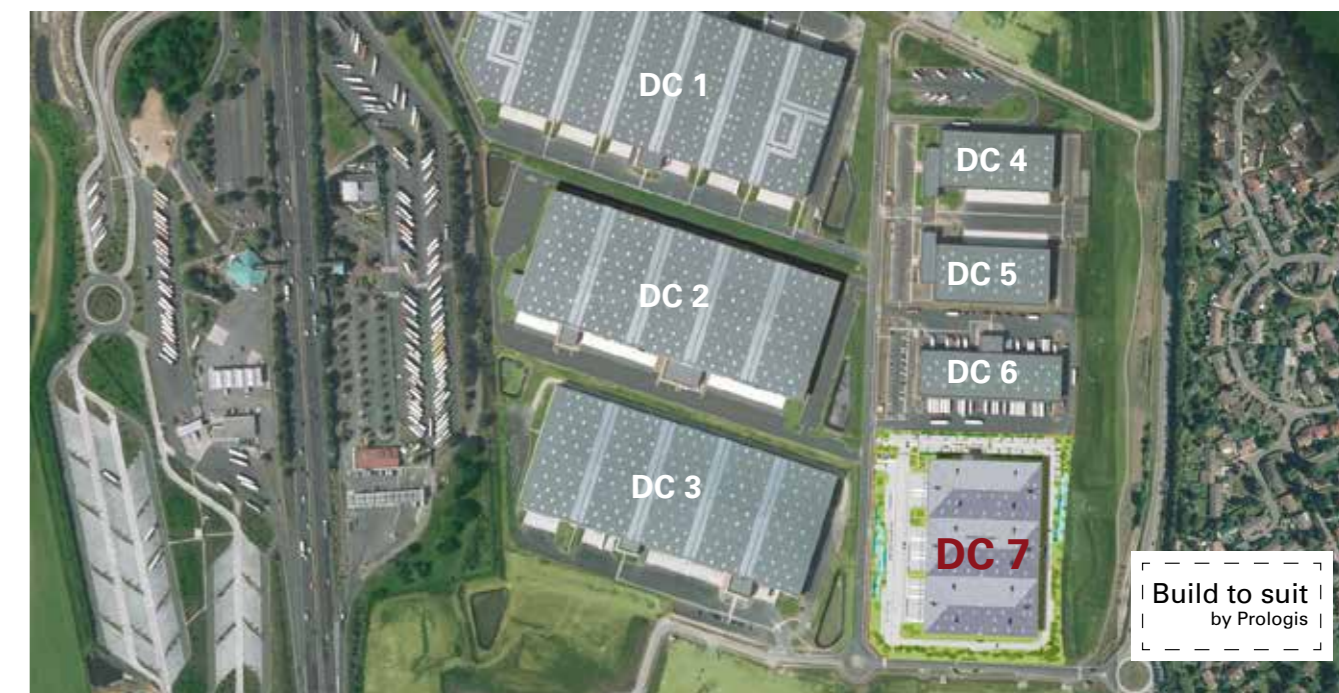 DC 1
DC 4
DC 5
DC 2
DC 6
DC 3
DC 7
Build to suit
by Prologis